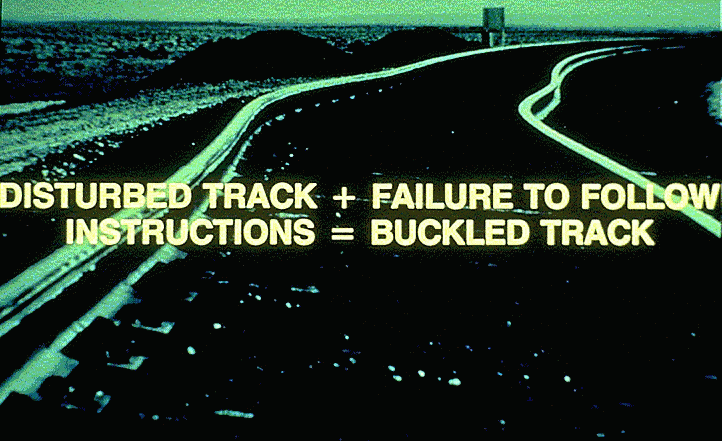 DISTURBED TRACK + FAILURE TO FOLLOW
INSTRUCTIONS = BUCKLED TRACK